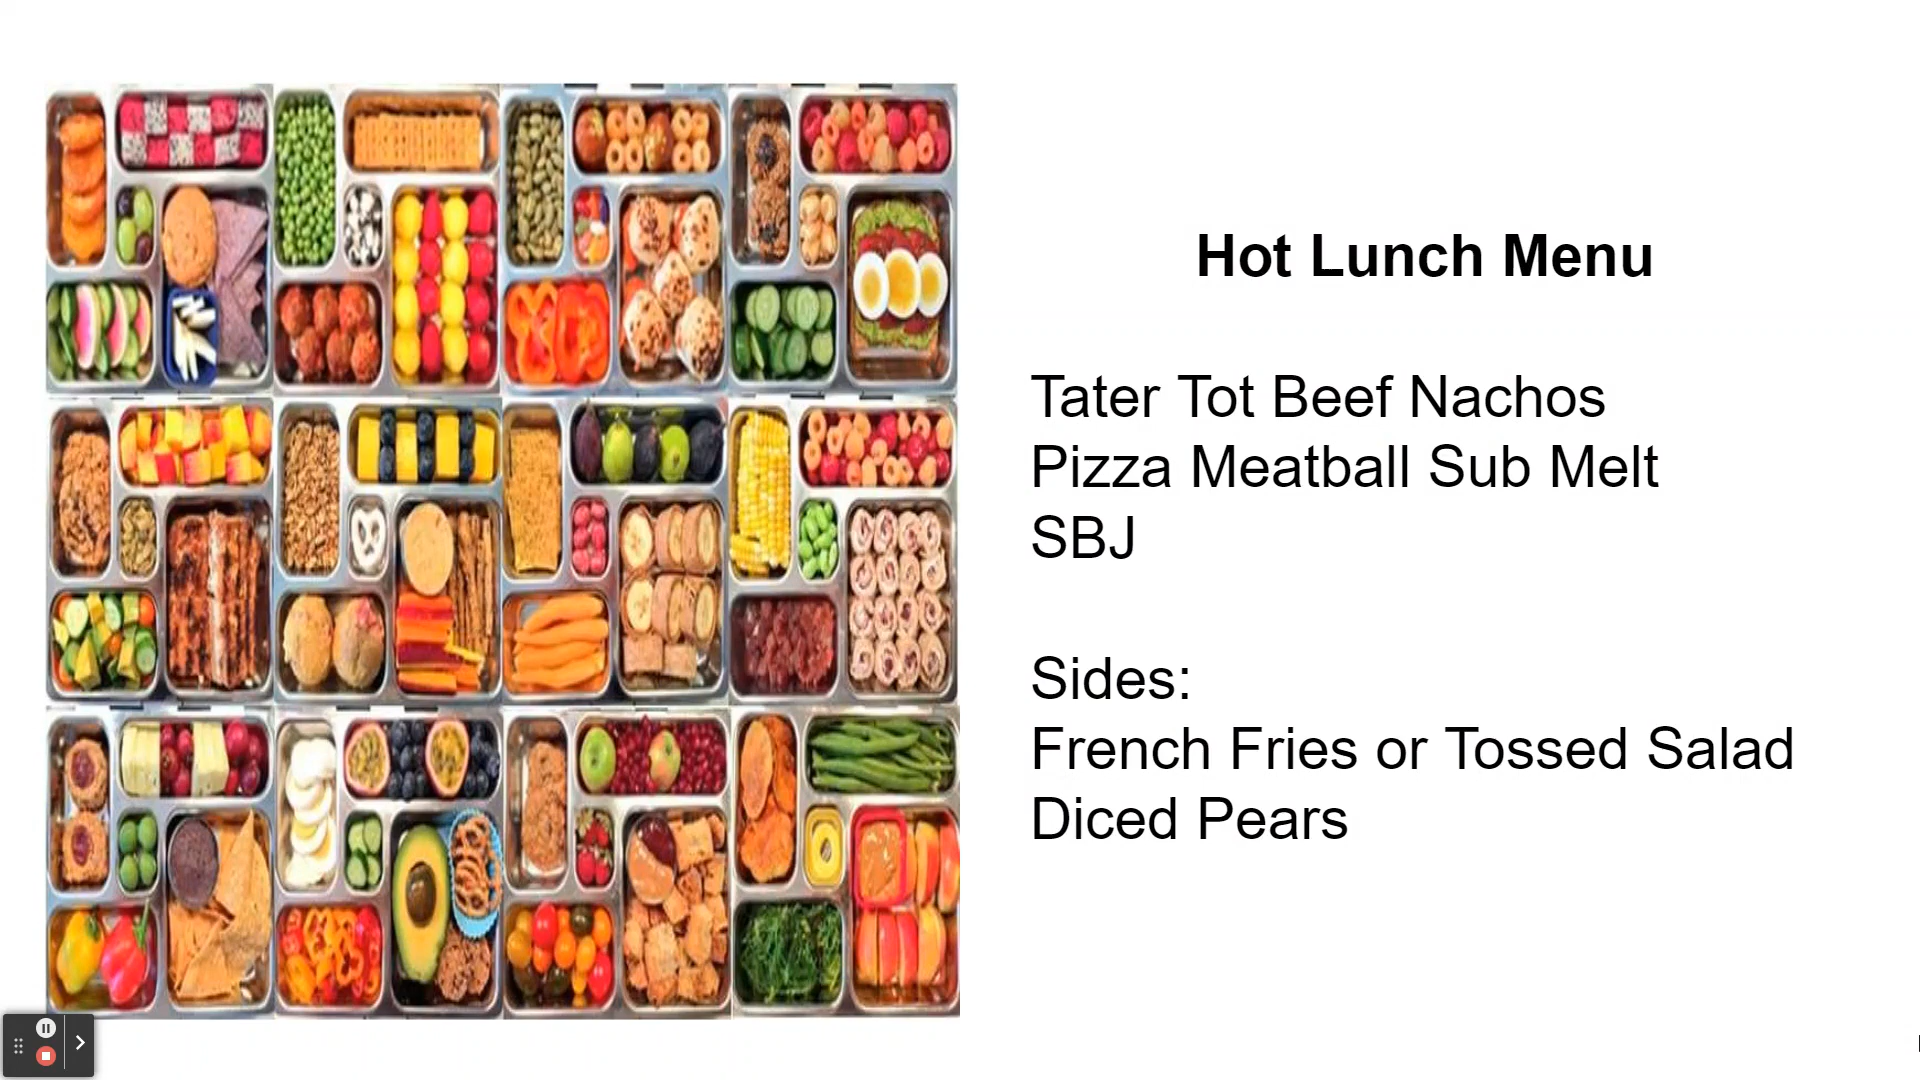 Hot Lunch Menu
Tater Tot Beef Nachos
Pizza Meatball Sub Melt
SBJ
Sides:
French Fries or Tossed Salad
Diced Pears